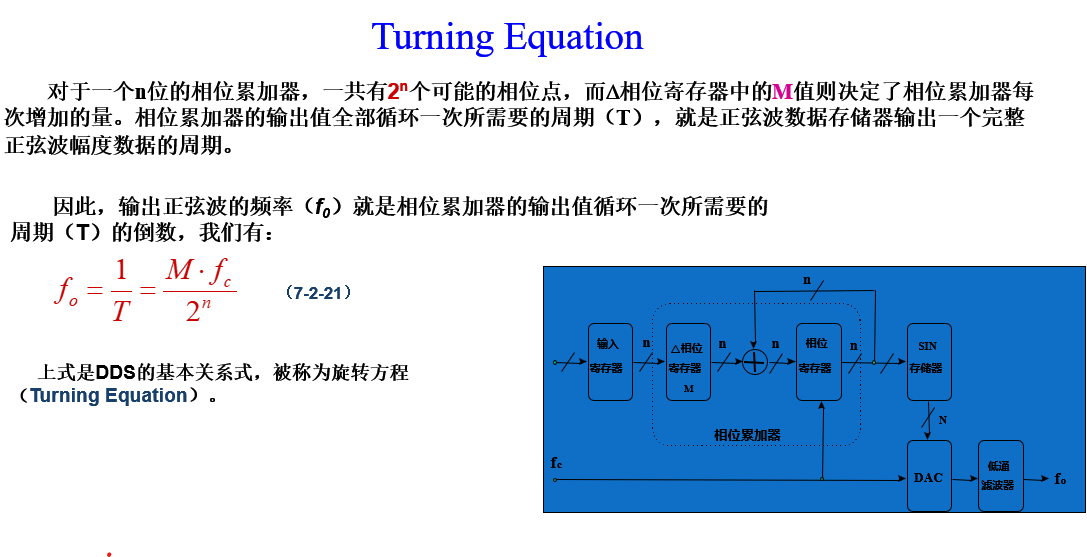 Turning Equation
对于一个n位的相位累加器，一共有2ⁿ个可能的相位点，而Δ相位寄存器中的M值则决定了相位累加器每
次增加的量。相位累加器的输出值全部循环一次所需要的周期（T），就是正弦波数据存储器输出一个完整
正弦波幅度数据的周期。
因此，输出正弦波的频率（f₀）就是相位累加器的输出值循环一次所需要的
周期（T）的倒数，我们有：
fₒ = 1/T = M·f꜀/2ⁿ （7-2-21）
上式是DDS的基本关系式，被称为旋转方程
（Turning Equation）。
n
输入
寄存器
n
△相位
寄存器
M
n
n
相位
寄存器
n
SIN
存储器
相位累加器
N
fc
DAC
低通
滤波器
fo